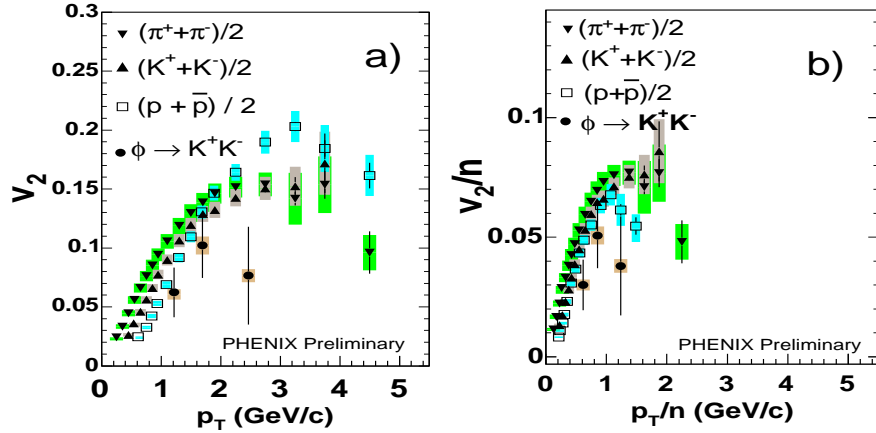 a)
(π⁺+π⁻)/2
(K⁺+K⁻)/2
(p + p̅) / 2
ϕ → K⁺K⁻
PHENIX Preliminary
V₂
0.3
0.25
0.2
0.15
0.1
0.05
0
0 1 2 3 4 5
p_T (GeV/c)
b)
(π⁺+π⁻)/2
(K⁺+K⁻)/2
(p+p̅)/2
ϕ → K⁺K⁻
PHENIX Preliminary
V₂/n
0.1
0.05
0
0 1 2 3 4 5
p_T/n (GeV/c)